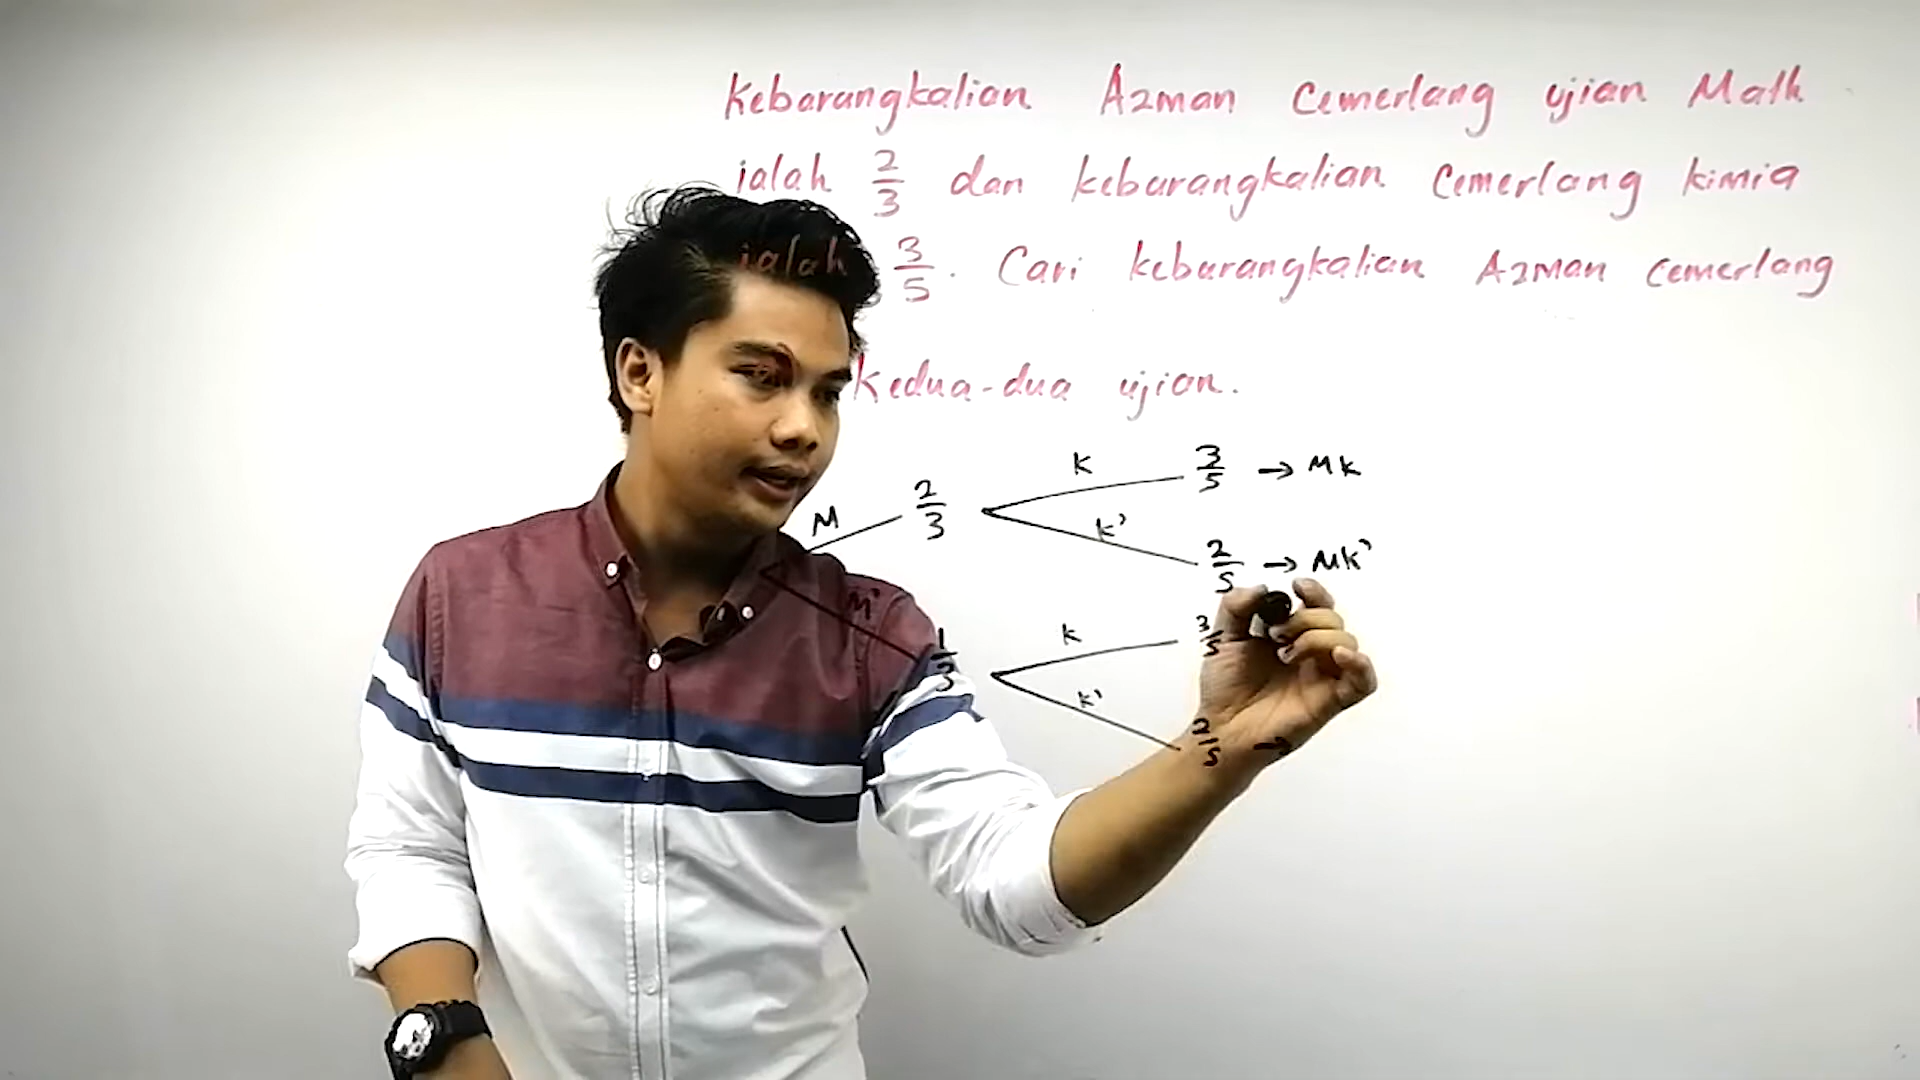 Kebarangkalian Azman Cemerlang ujian Math
ialah 2/3 dan kebarangkalian Cemerlang kimia
ialah 3/5. Cari kebarangkalian Azman cemerlang
kedua-dua ujian.
K 3/5 → MK
M 2/3
K' 2/5 → MK'
M' 1/3
K 3/5
K' 2/5 →